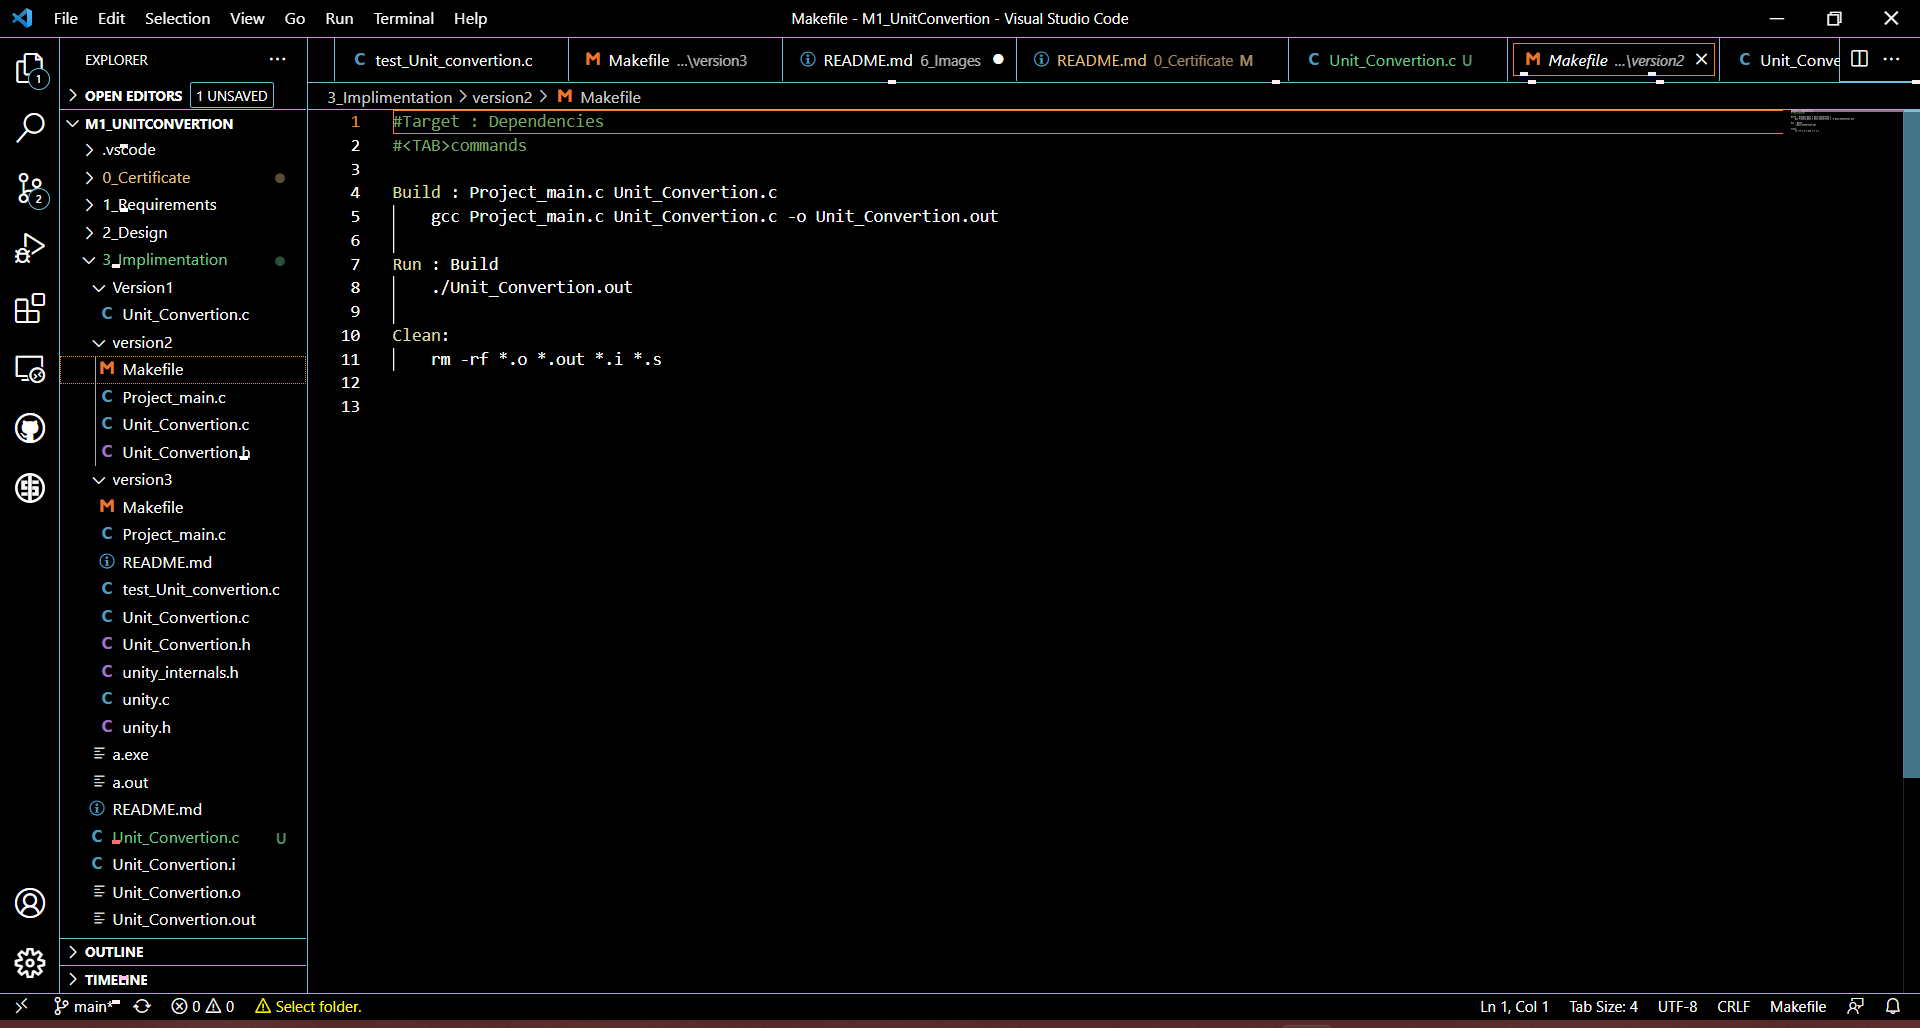 File Edit Selection View Go Run Terminal Help
Makefile - M1_UnitConvertion - Visual Studio Code
EXPLORER
test_Unit_convertion.c
Makefile ...\version3
README.md 6_Images
README.md 0_Certificate M
Unit_Convertion.c U
Makefile ...\version2
Unit_Conve
OPEN EDITORS 1 UNSAVED
3_Implimentation > version2 > Makefile
M1_UNITCONVERTION
.vscode
0_Certificate
1_Requirements
2_Design
3_Implimentation
Version1
Unit_Convertion.c
version2
Makefile
Project_main.c
Unit_Convertion.c
Unit_Convertion.h
version3
Makefile
Project_main.c
README.md
test_Unit_convertion.c
Unit_Convertion.c
Unit_Convertion.h
unity_internals.h
unity.c
unity.h
a.exe
a.out
README.md
Unit_Convertion.c U
Unit_Convertion.i
Unit_Convertion.o
Unit_Convertion.out
OUTLINE
TIMELINE
1 #Target : Dependencies
2 #<TAB>commands
3
4 Build : Project_main.c Unit_Convertion.c
5 gcc Project_main.c Unit_Convertion.c -o Unit_Convertion.out
6
7 Run : Build
8 ./Unit_Convertion.out
9
10 Clean:
11 rm -rf *.o *.out *.i *.s
12
13
1
2
main* 0 0 Select folder.
Ln 1, Col 1 Tab Size: 4 UTF-8 CRLF Makefile